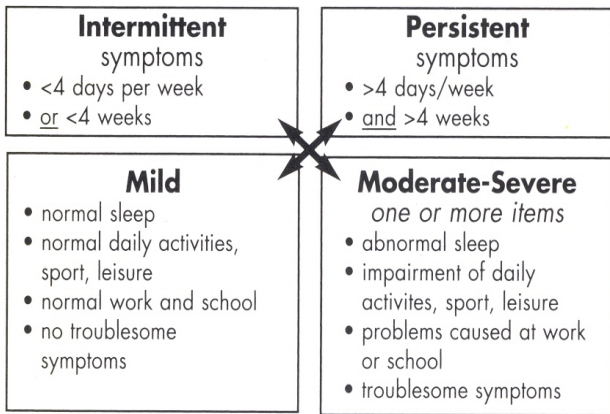 Intermittent
symptoms
• <4 days per week
• or <4 weeks
Persistent
symptoms
• >4 days/week
• and >4 weeks
Mild
• normal sleep
• normal daily activities,
sport, leisure
• normal work and school
• no troublesome
symptoms
Moderate-Severe
one or more items
• abnormal sleep
• impairment of daily
activites, sport, leisure
• problems caused at work
or school
• troublesome symptoms